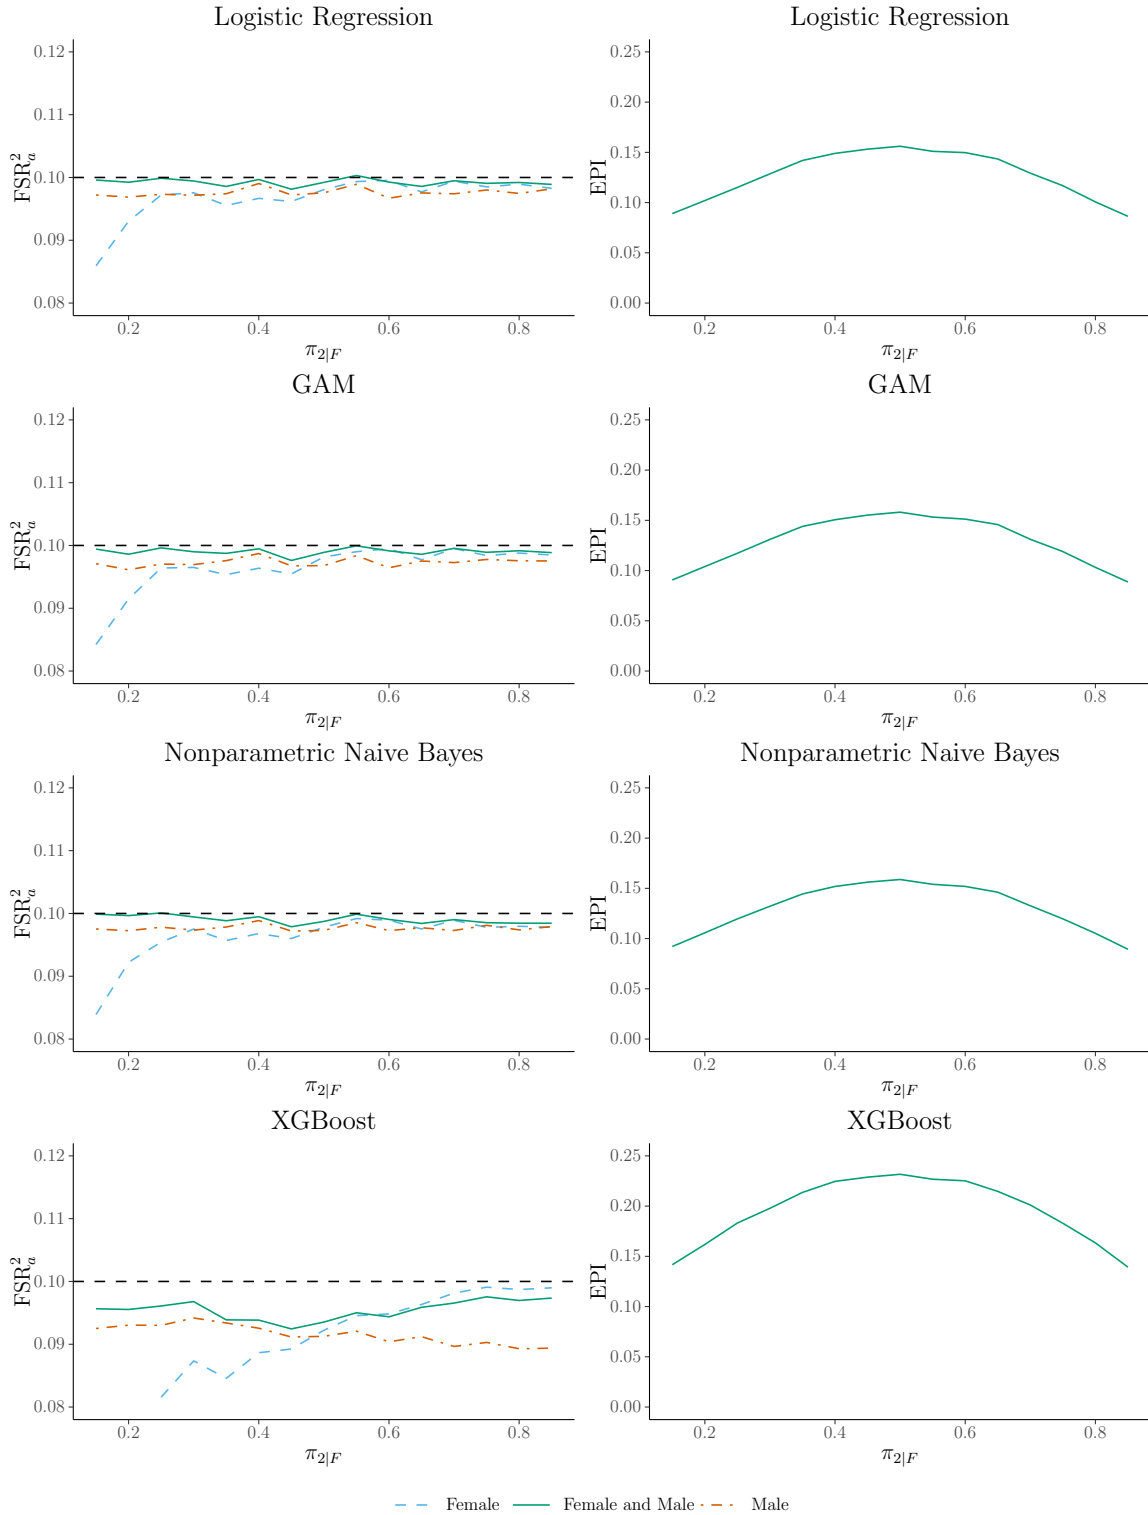 Logistic Regression
Logistic Regression
0.12
0.11
0.10
0.09
0.08
FSR²ₐ
0.2 0.4 0.6 0.8
π₂|F
0.25
0.20
0.15
0.10
0.05
0.00
EPI
0.2 0.4 0.6 0.8
π₂|F
GAM
GAM
0.12
0.11
0.10
0.09
0.08
FSR²ₐ
0.2 0.4 0.6 0.8
π₂|F
0.25
0.20
0.15
0.10
0.05
0.00
EPI
0.2 0.4 0.6 0.8
π₂|F
Nonparametric Naive Bayes
Nonparametric Naive Bayes
0.12
0.11
0.10
0.09
0.08
FSR²ₐ
0.2 0.4 0.6 0.8
π₂|F
0.25
0.20
0.15
0.10
0.05
0.00
EPI
0.2 0.4 0.6 0.8
π₂|F
XGBoost
XGBoost
0.12
0.11
0.10
0.09
0.08
FSR²ₐ
0.2 0.4 0.6 0.8
π₂|F
0.25
0.20
0.15
0.10
0.05
0.00
EPI
0.2 0.4 0.6 0.8
π₂|F
Female Female and Male Male